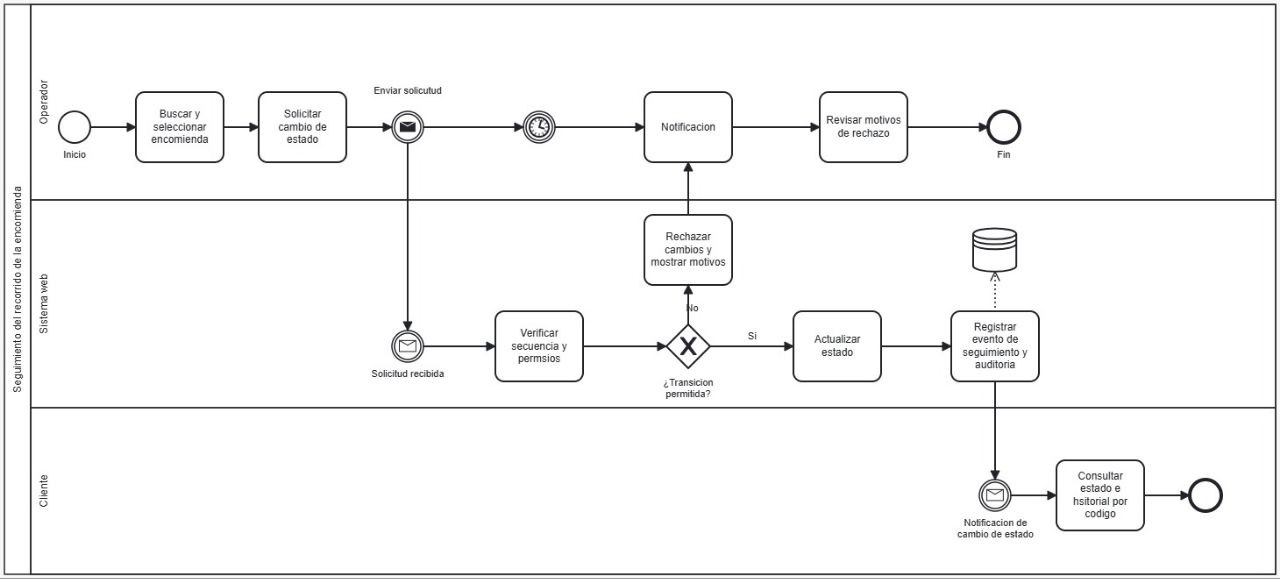 Seguimiento del recorrido de la encomienda
Operador
Inicio
Buscar y
seleccionar
encomienda
Solicitar
cambio de
estado
Enviar solicutud
Notificacion
Revisar motivos
de rechazo
Fin
Sistema web
Solicitud recibida
Verificar
secuencia y
permsios
Rechazar
cambios y
mostrar motivos
No
¿Transicion
permitida?
Si
Actualizar
estado
Registrar
evento de
seguimiento y
auditoria
Cliente
Notificacion de
cambio de estado
Consultar
estado e
hsitorial por
codigo